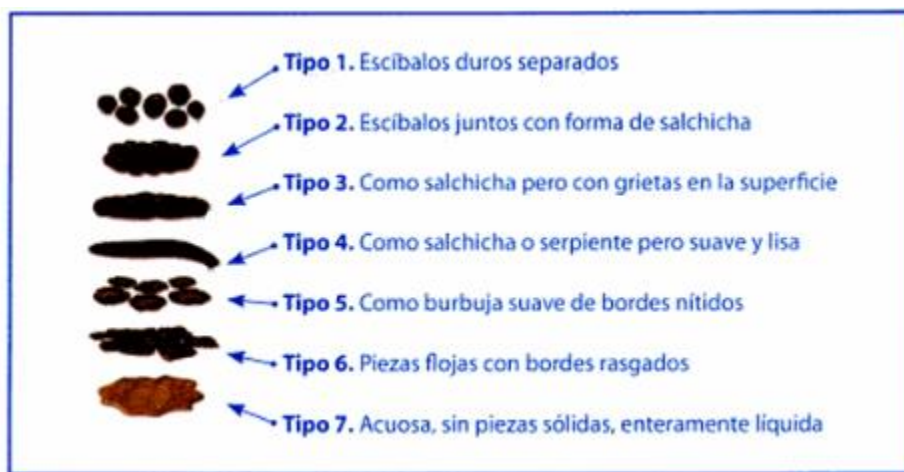 Tipo 1. Escíbalos duros separados
Tipo 2. Escíbalos juntos con forma de salchicha
Tipo 3. Como salchicha pero con grietas en la superficie
Tipo 4. Como salchicha o serpiente pero suave y lisa
Tipo 5. Como burbuja suave de bordes nítidos
Tipo 6. Piezas flojas con bordes rasgados
Tipo 7. Acuosa, sin piezas sólidas, enteramente líquida